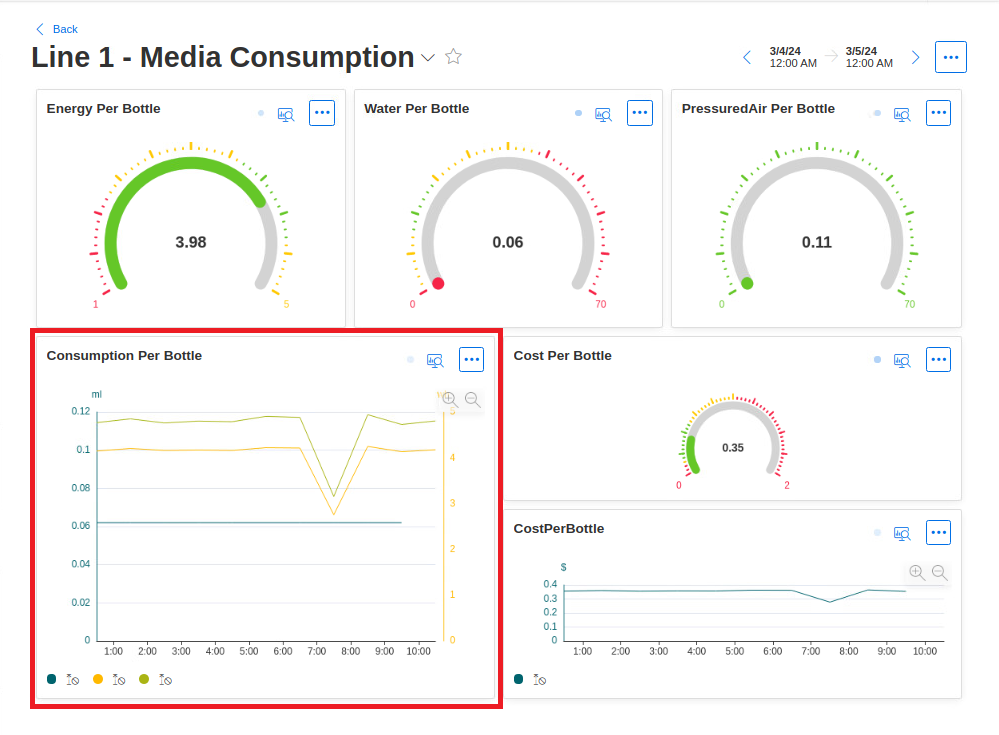 Back
Line 1 - Media Consumption
3/4/24
12:00 AM
3/5/24
12:00 AM
Energy Per Bottle
3.98
1
5
Water Per Bottle
0.06
0
70
PressuredAir Per Bottle
0.11
0
70
Consumption Per Bottle
ml
0.12
0.1
0.08
0.06
0.04
0.02
0
5
4
3
2
1
0
1:00 2:00 3:00 4:00 5:00 6:00 7:00 8:00 9:00 10:00
Cost Per Bottle
0.35
0
2
CostPerBottle
$
0.4
0.3
0.2
0.1
0
1:00 2:00 3:00 4:00 5:00 6:00 7:00 8:00 9:00 10:00